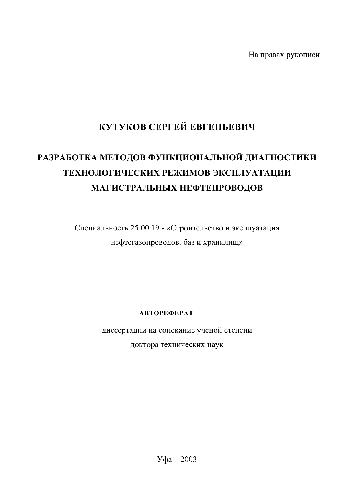 На правах рукописи
КУТУКОВ СЕРГЕЙ ЕВГЕНЬЕВИЧ
РАЗРАБОТКА МЕТОДОВ ФУНКЦИОНАЛЬНОЙ ДИАГНОСТИКИ
ТЕХНОЛОГИЧЕСКИХ РЕЖИМОВ ЭКСПЛУАТАЦИИ
МАГИСТРАЛЬНЫХ НЕФТЕПРОВОДОВ
Специальность 25.00.19 - «Строительство и эксплуатация
нефтегазопроводов, баз и хранилищ»
АВТОРЕФЕРАТ
диссертации на соискание ученой степени
доктора технических наук
Уфа – 2003